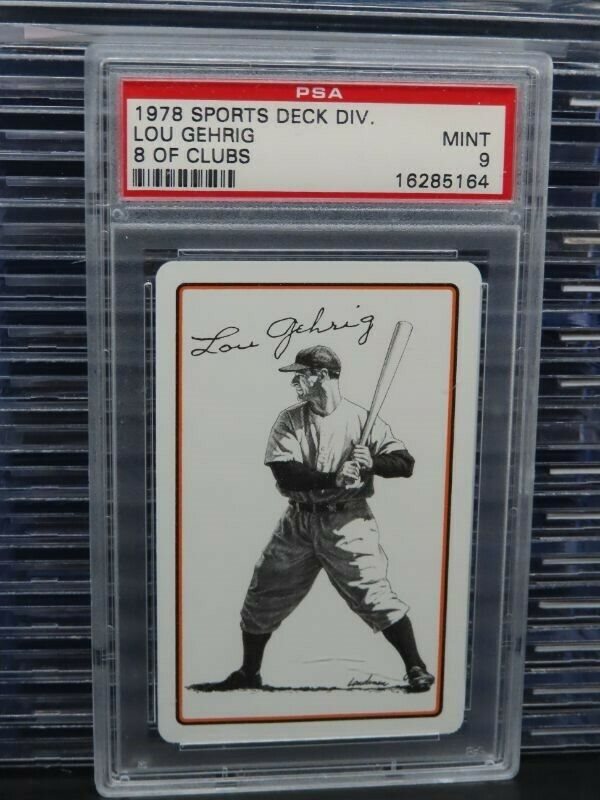 PSA
1978 SPORTS DECK DIV.
LOU GEHRIG MINT
8 OF CLUBS 9
16285164
Lou Gehrig